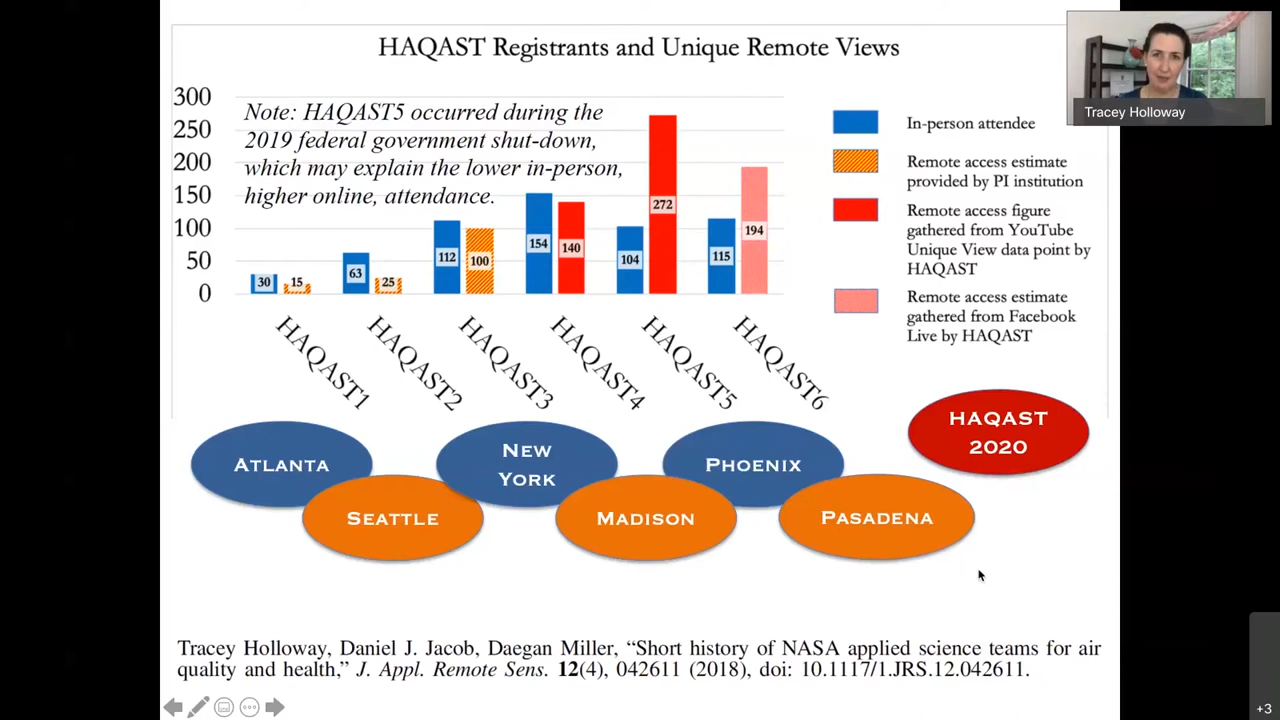 HAQAST Registrants and Unique Remote Views
Tracey Holloway
300
250
200
150
100
50
0
Note: HAQAST5 occurred during the
2019 federal government shut-down,
which may explain the lower in-person,
higher online, attendance.
30
15
63
25
112
100
154
140
104
272
115
194
HAQAST1
HAQAST2
HAQAST3
HAQAST4
HAQAST5
HAQAST6
In-person attendee
Remote access estimate
provided by PI institution
Remote access figure
gathered from YouTube
Unique View data point by
HAQAST
Remote access estimate
gathered from Facebook
Live by HAQAST
ATLANTA
SEATTLE
NEW
YORK
MADISON
PHOENIX
PASADENA
HAQAST
2020
Tracey Holloway, Daniel J. Jacob, Daegan Miller, “Short history of NASA applied science teams for air
quality and health,” J. Appl. Remote Sens. 12(4), 042611 (2018), doi: 10.1117/1.JRS.12.042611.
+3